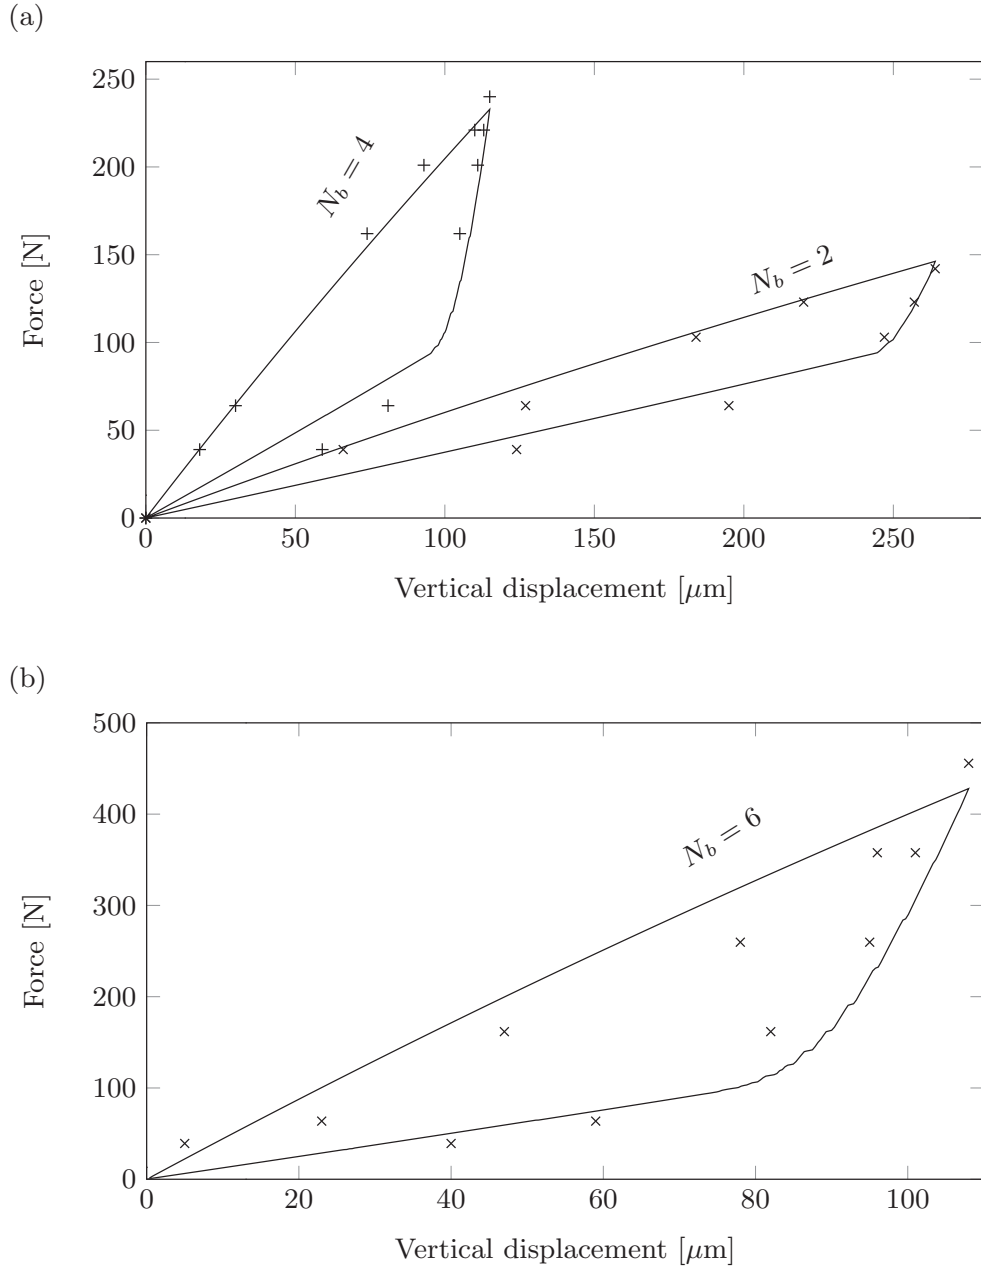 (a)
250
200
150
100
50
0
Force [N]
N_b = 4
N_b = 2
0 50 100 150 200 250
Vertical displacement [μm]
(b)
500
400
300
200
100
0
Force [N]
N_b = 6
0 20 40 60 80 100
Vertical displacement [μm]